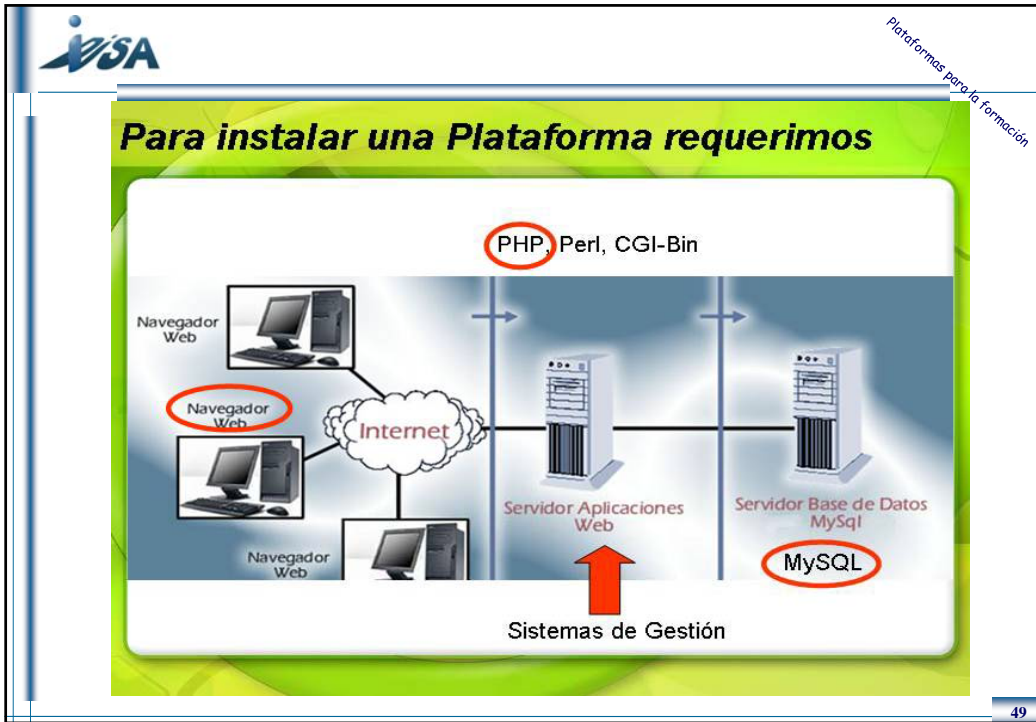 iSA
Plataformas para la formación
Para instalar una Plataforma requerimos
PHP, Perl, CGI-Bin
Navegador
Web
Navegador
Web
Internet
Navegador
Web
Servidor Aplicaciones
Web
Servidor Base de Datos
MySql
MySQL
Sistemas de Gestión
49